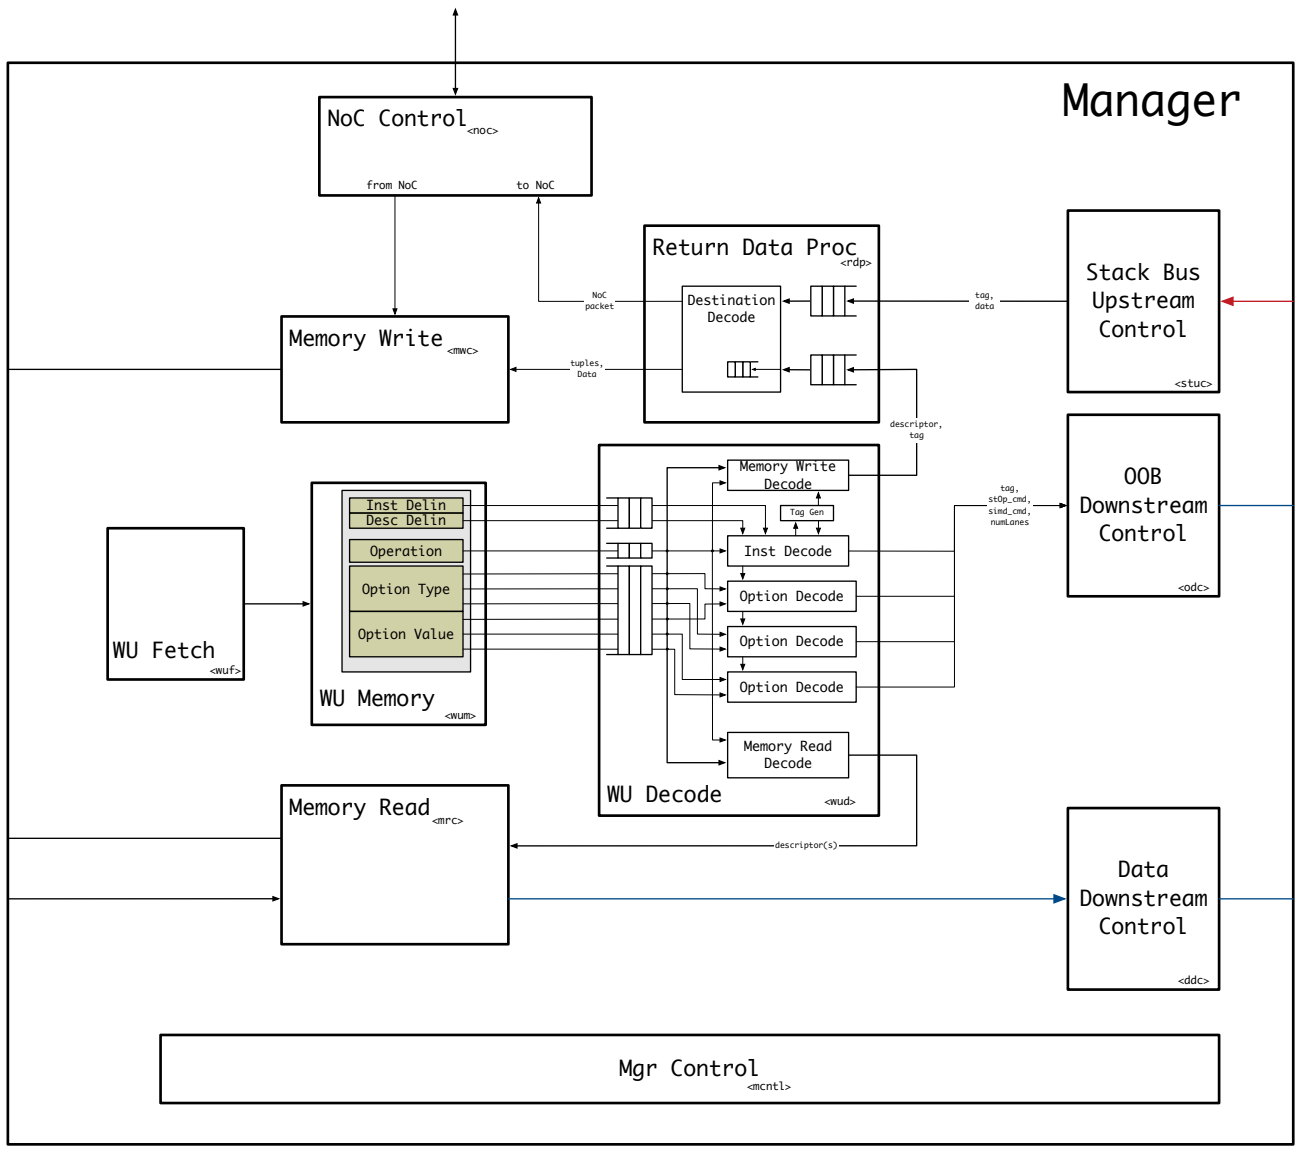 Manager
NoC Control
<noc>
from NoC
to NoC
Return Data Proc
<rdp>
NoC
packet
Destination
Decode
tag,
data
Stack Bus
Upstream
Control
<stuc>
Memory Write
<mwc>
tuples,
Data
descriptor,
tag
OOB
Downstream
Control
<odc>
tag,
stOp_cmd,
simd_cmd,
numLanes
WU Fetch
<wuf>
Inst Delin
Desc Delin
Operation
Option Type
Option Value
WU Memory
<wum>
Memory Write
Decode
Tag Gen
Inst Decode
Option Decode
Option Decode
Option Decode
Memory Read
Decode
WU Decode
<wud>
Memory Read
<mrc>
descriptor(s)
Data
Downstream
Control
<ddc>
Mgr Control
<mcntl>